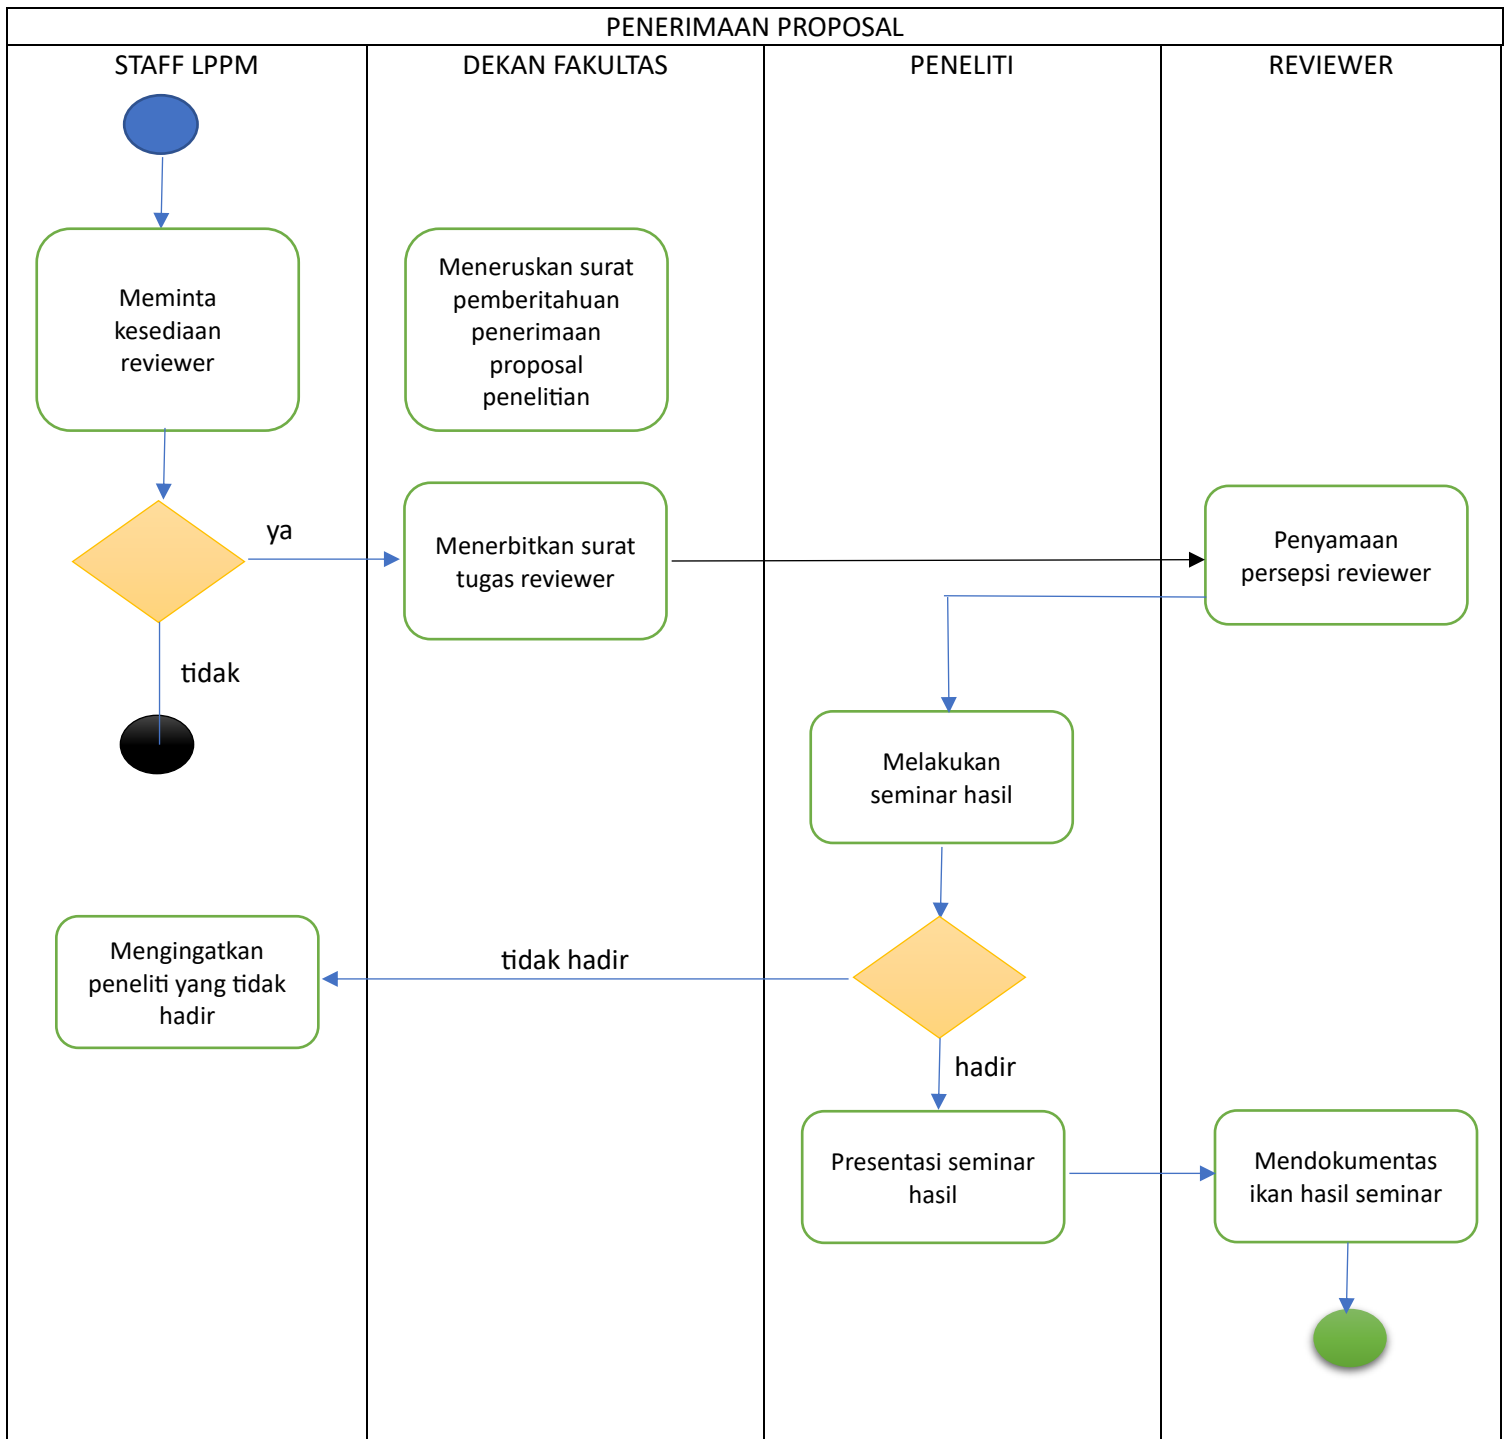 PENERIMAAN PROPOSAL
STAFF LPPM
DEKAN FAKULTAS
PENELITI
REVIEWER
Meminta
kesediaan
reviewer
Meneruskan surat
pemberitahuan
penerimaan
proposal
penelitian
ya
Menerbitkan surat
tugas reviewer
Penyamaan
persepsi reviewer
tidak
Melakukan
seminar hasil
Mengingatkan
peneliti yang tidak
hadir
tidak hadir
hadir
Presentasi seminar
hasil
Mendokumentas
ikan hasil seminar